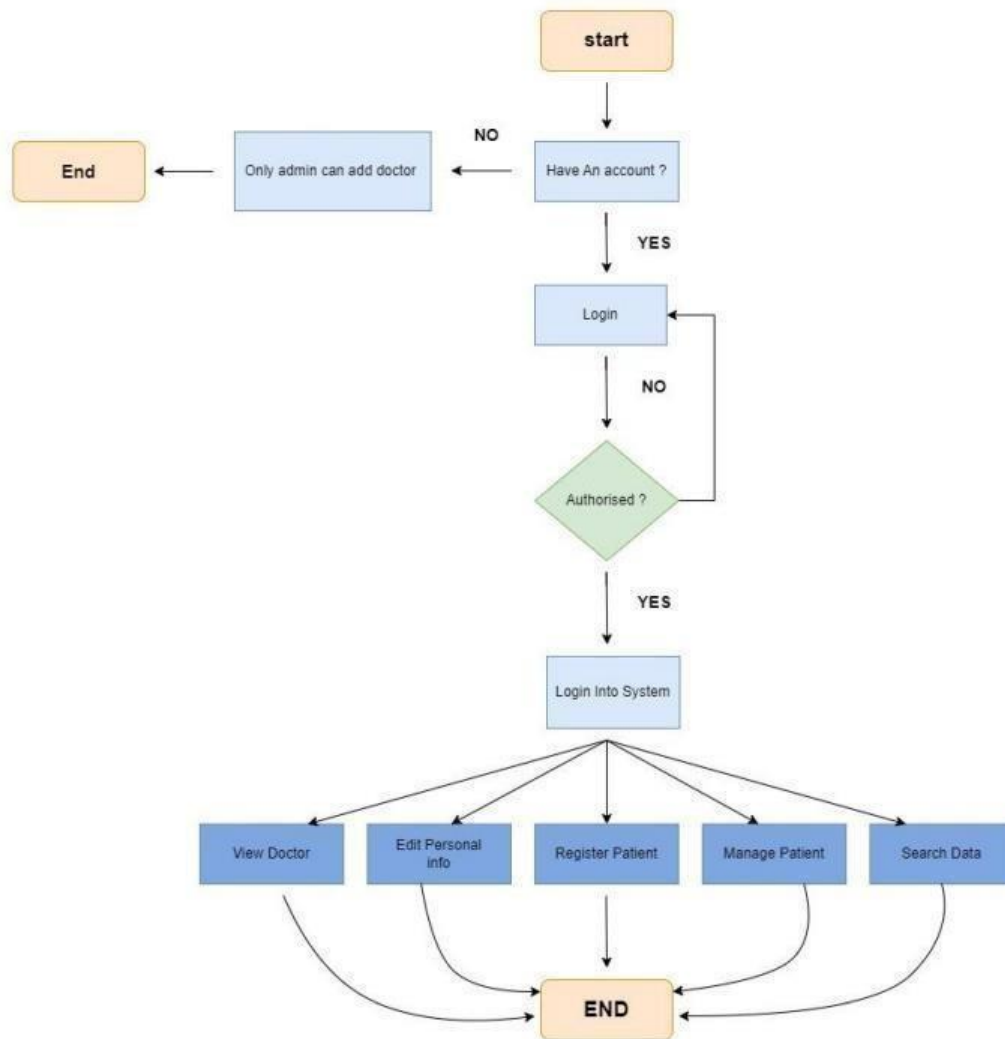 start
NO
End
Only admin can add doctor
Have An account ?
YES
Login
NO
Authorised ?
YES
Login Into System
View Doctor
Edit Personal
info
Register Patient
Manage Patient
Search Data
END